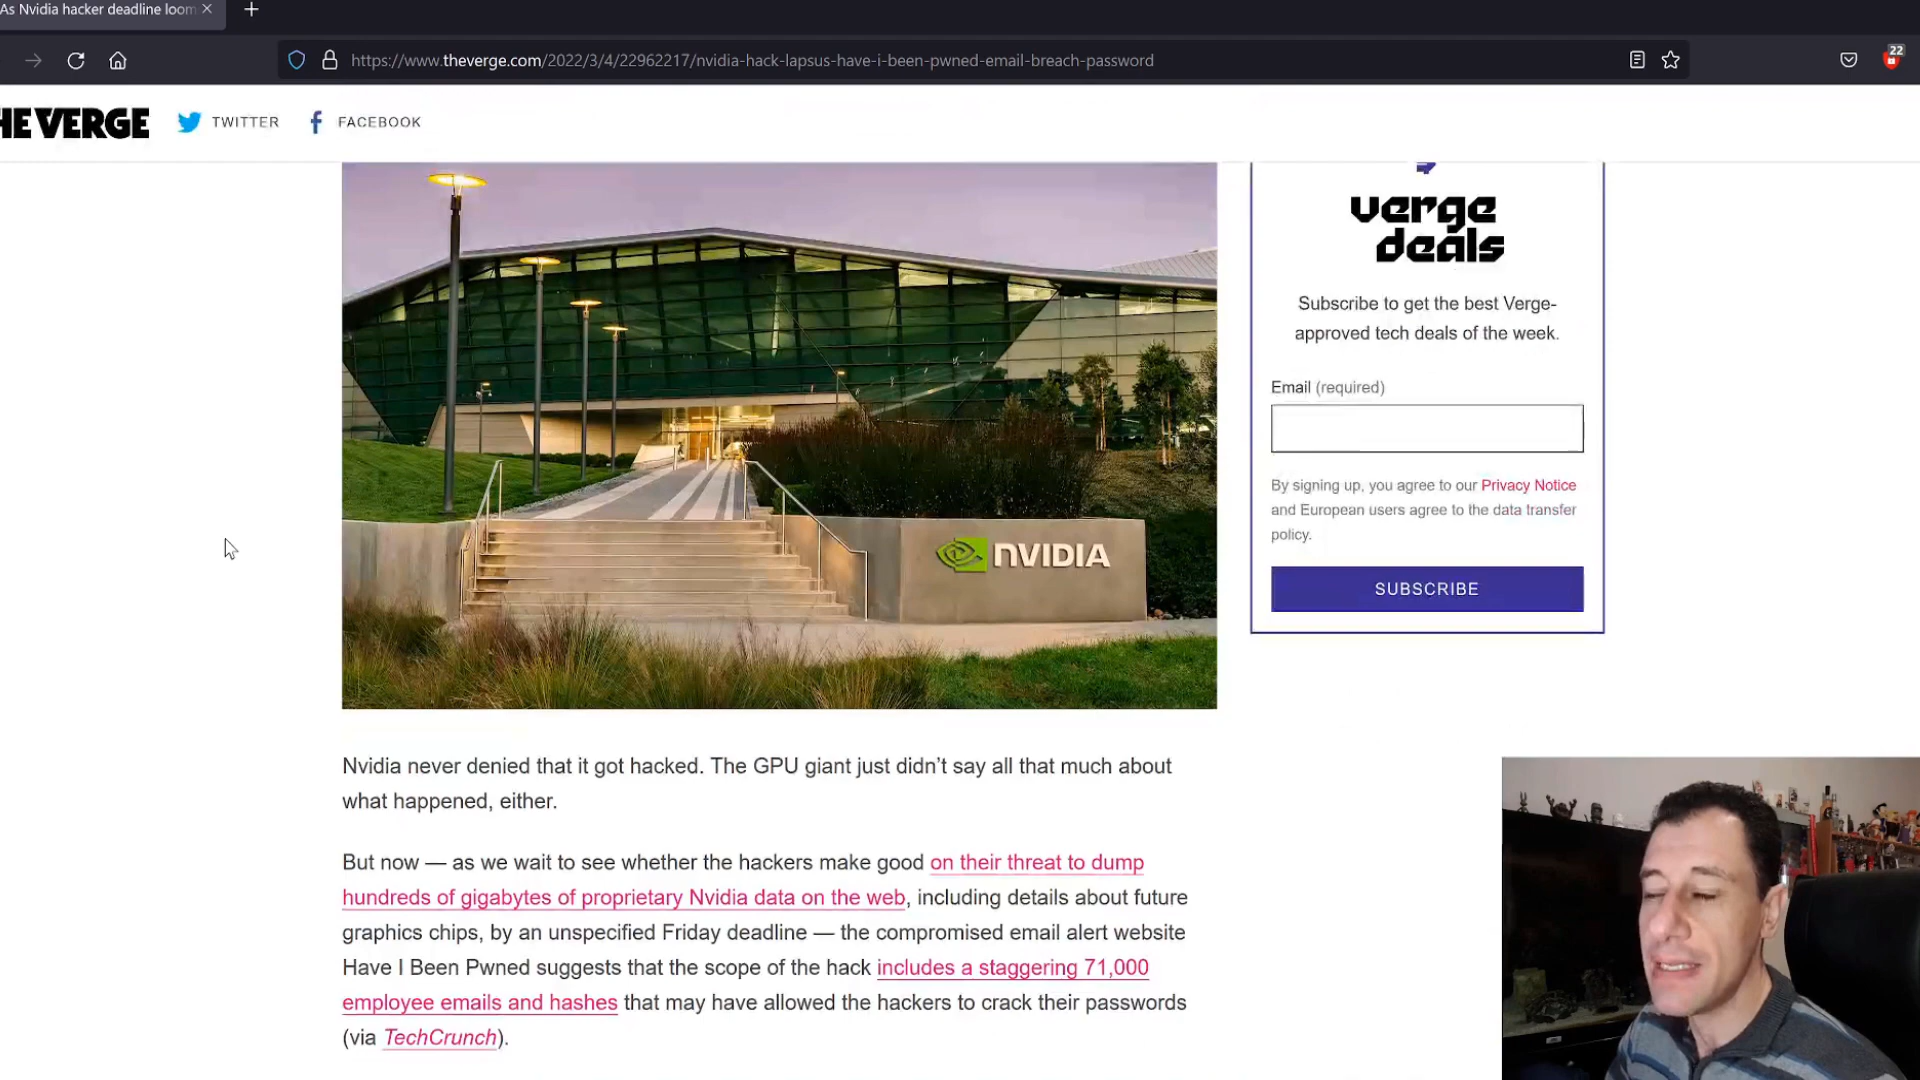 As Nvidia hacker deadline loom
22
https://www.theverge.com/2022/3/4/22962217/nvidia-hack-lapsus-have-i-been-pwned-email-breach-password
HE VERGE
TWITTER
FACEBOOK
verge
deals
Subscribe to get the best Verge-
approved tech deals of the week.
Email (required)
By signing up, you agree to our Privacy Notice
and European users agree to the data transfer
policy.
SUBSCRIBE
NVIDIA
Nvidia never denied that it got hacked. The GPU giant just didn’t say all that much about
what happened, either.
But now — as we wait to see whether the hackers make good on their threat to dump
hundreds of gigabytes of proprietary Nvidia data on the web, including details about future
graphics chips, by an unspecified Friday deadline — the compromised email alert website
Have I Been Pwned suggests that the scope of the hack includes a staggering 71,000
employee emails and hashes that may have allowed the hackers to crack their passwords
(via TechCrunch).